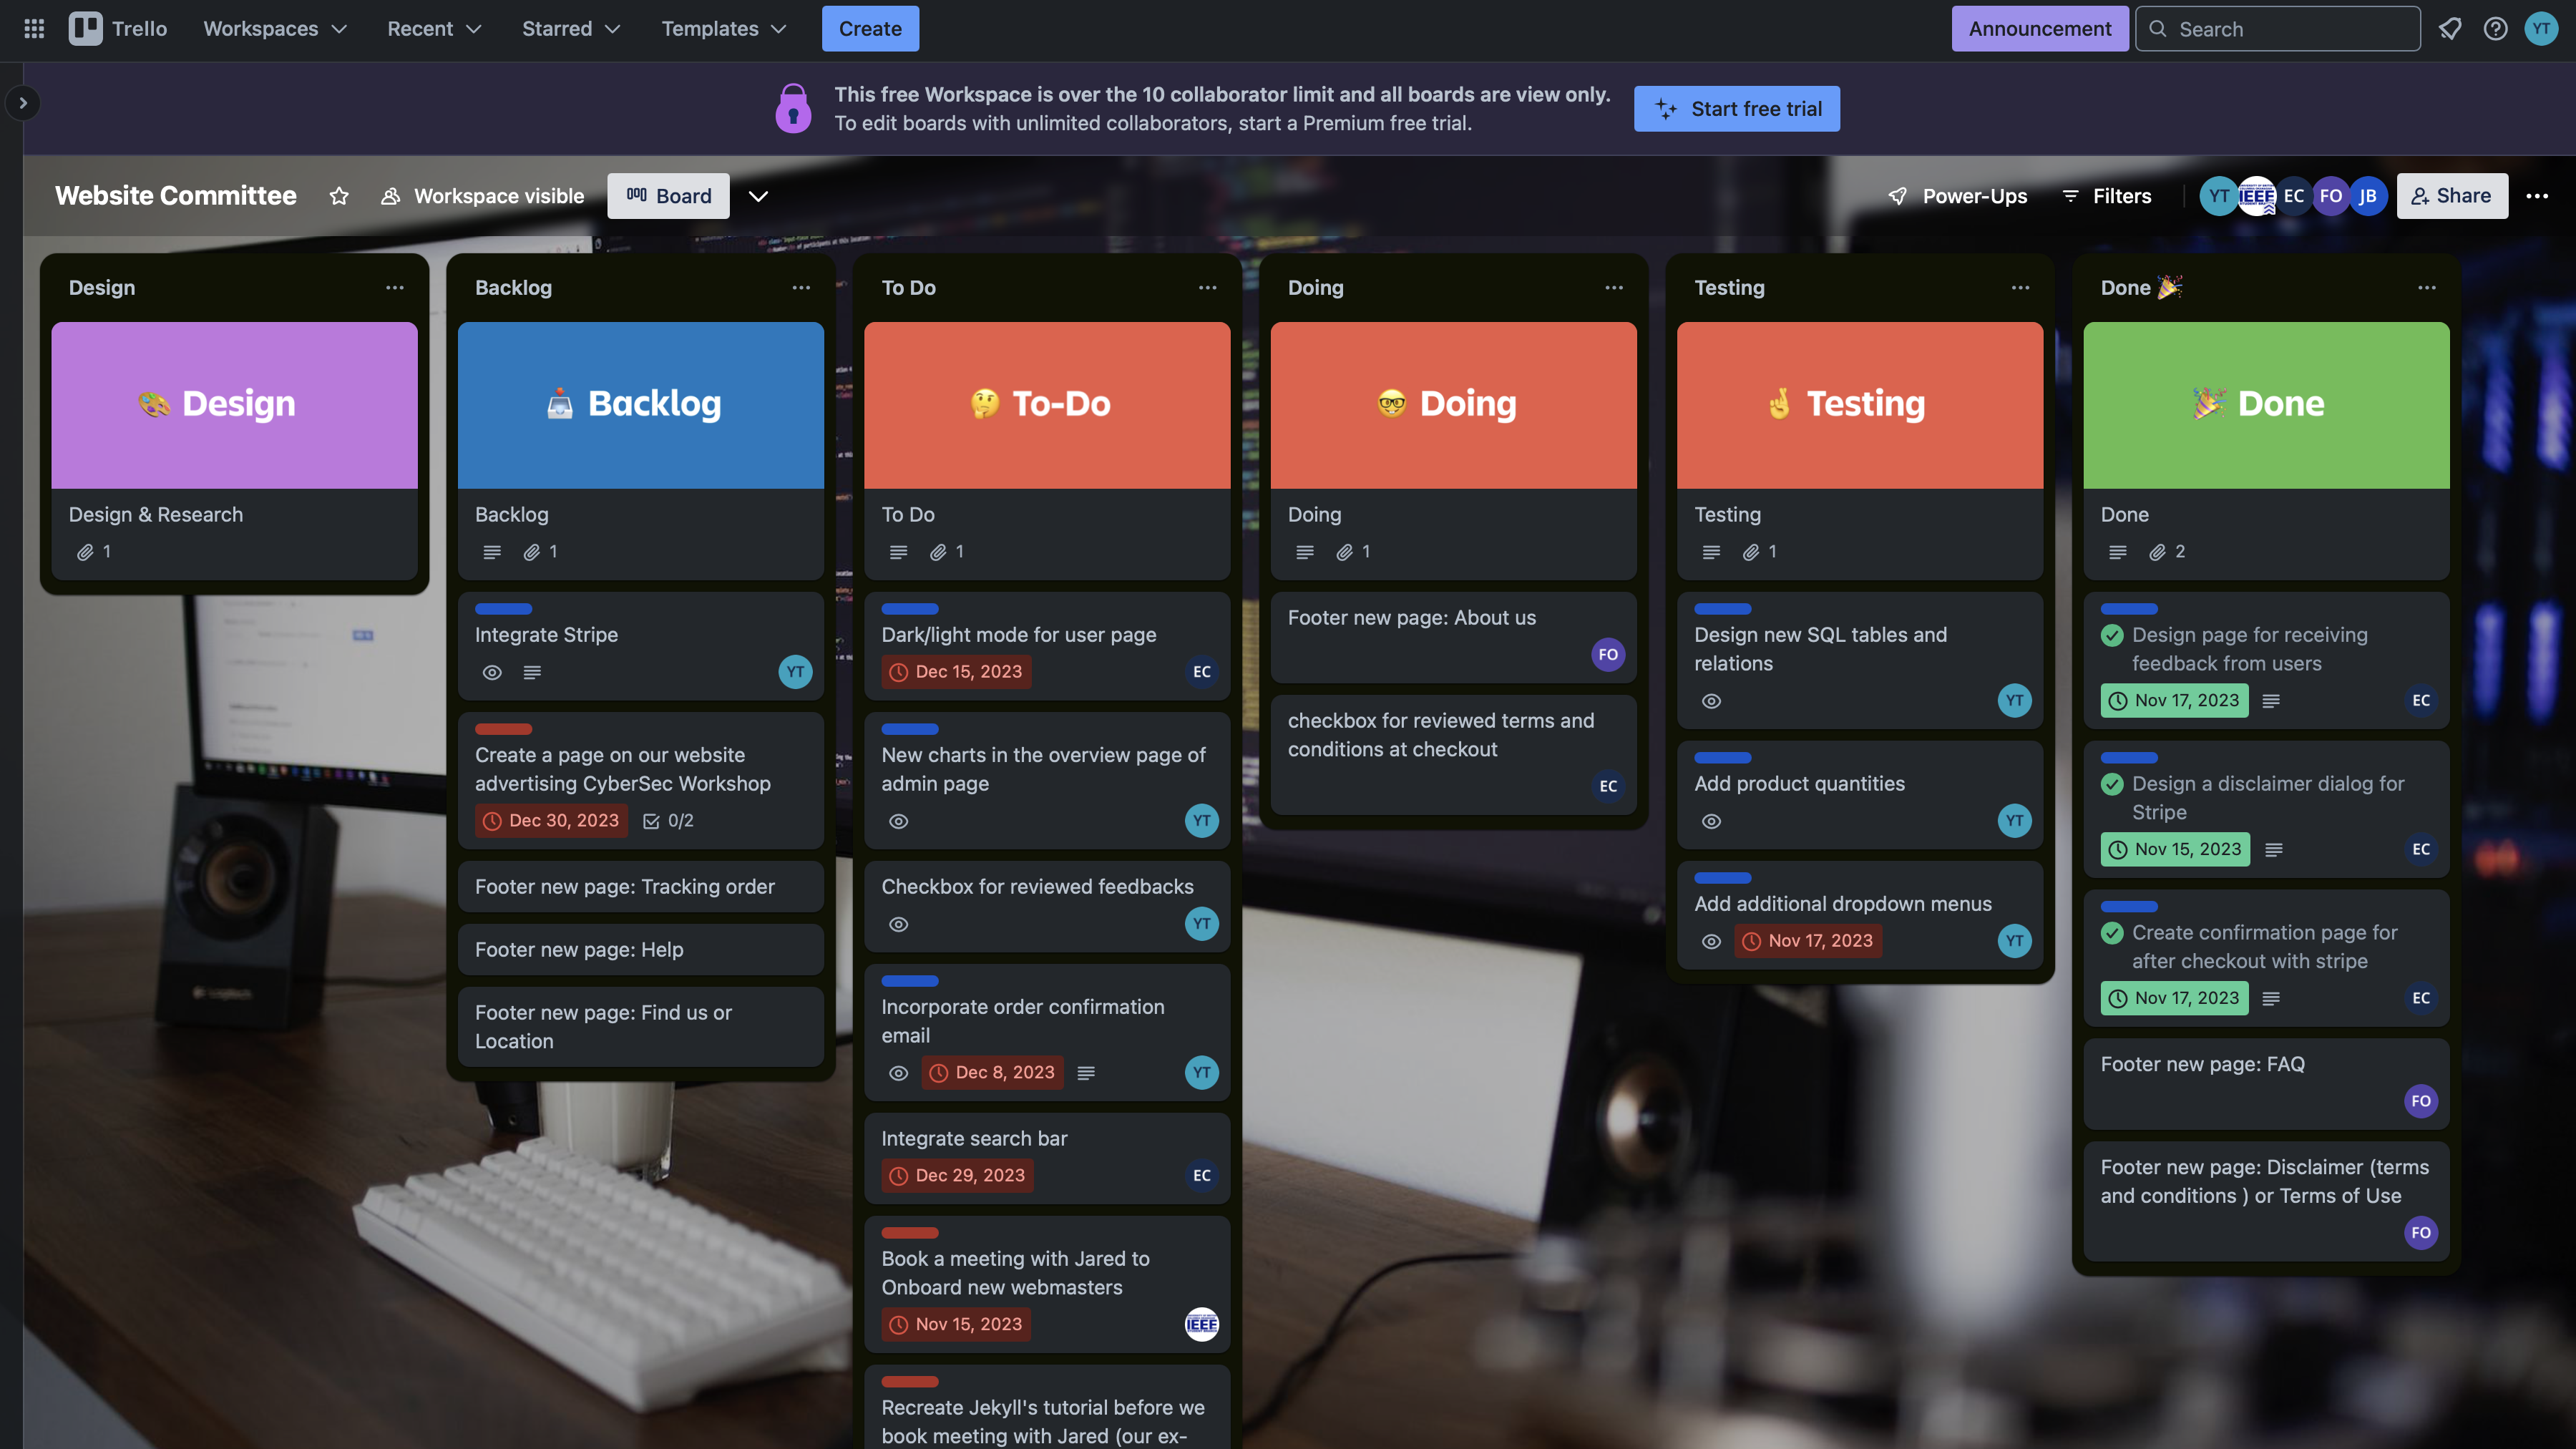 Trello
Workspaces
Recent
Starred
Templates
Create
Announcement
Search
YT
This free Workspace is over the 10 collaborator limit and all boards are view only.
To edit boards with unlimited collaborators, start a Premium free trial.
Start free trial
Website Committee
Workspace visible
Board
Power-Ups
Filters
YT
IEEE
EC
FO
JB
Share
Design
Design
Design & Research
1
Backlog
Backlog
Backlog
1
Integrate Stripe
YT
Create a page on our website
advertising CyberSec Workshop
Dec 30, 2023
0/2
Footer new page: Tracking order
Footer new page: Help
Footer new page: Find us or
Location
To Do
To-Do
To Do
1
Dark/light mode for user page
Dec 15, 2023
EC
New charts in the overview page of
admin page
YT
Checkbox for reviewed feedbacks
YT
Incorporate order confirmation
email
Dec 8, 2023
YT
Integrate search bar
Dec 29, 2023
EC
Book a meeting with Jared to
Onboard new webmasters
Nov 15, 2023
IEEE
Recreate Jekyll's tutorial before we
book meeting with Jared (our ex-
Doing
Doing
Doing
1
Footer new page: About us
FO
checkbox for reviewed terms and
conditions at checkout
EC
Testing
Testing
Testing
1
Design new SQL tables and
relations
YT
Add product quantities
YT
Add additional dropdown menus
Nov 17, 2023
YT
Done
Done
Done
2
Design page for receiving
feedback from users
Nov 17, 2023
EC
Design a disclaimer dialog for
Stripe
Nov 15, 2023
EC
Create confirmation page for
after checkout with stripe
Nov 17, 2023
EC
Footer new page: FAQ
FO
Footer new page: Disclaimer (terms
and conditions ) or Terms of Use
FO